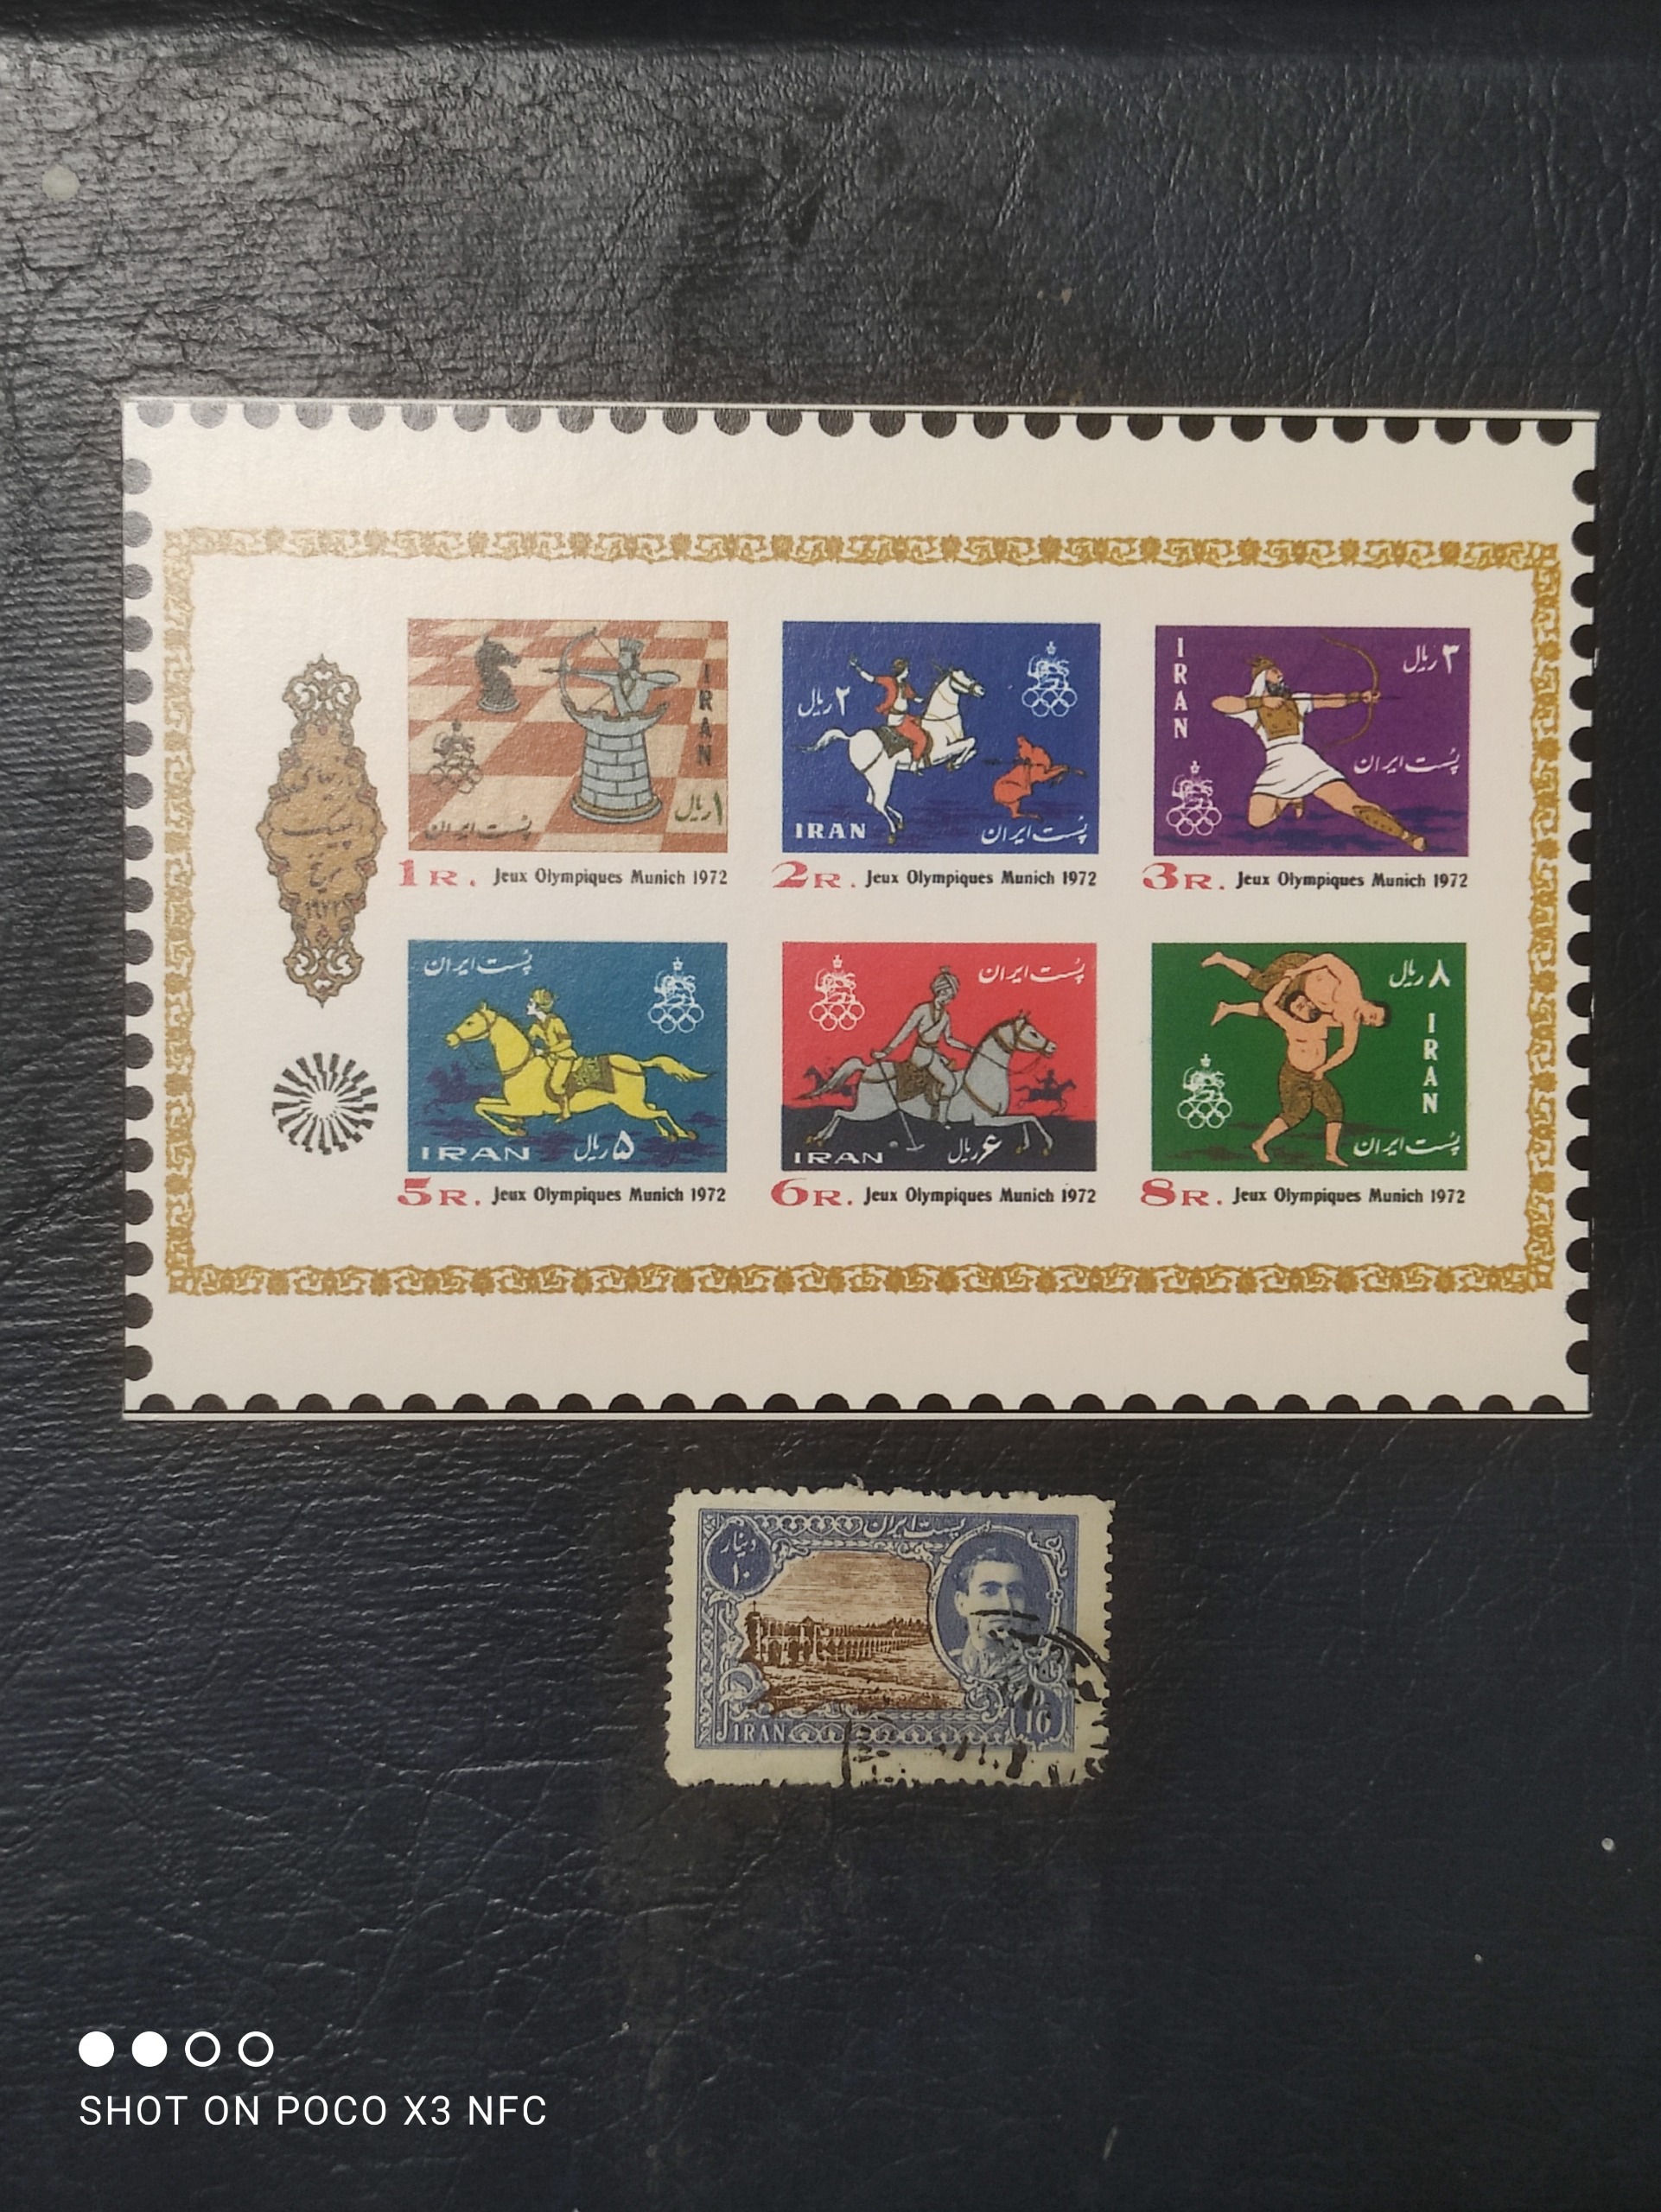 IRAN
۱ ریال
پست ایران
1R. Jeux Olympiques Munich 1972
۲ ریال
IRAN
پست ایران
2R. Jeux Olympiques Munich 1972
IRAN
۳ ریال
پست ایران
3R. Jeux Olympiques Munich 1972
پست ایران
IRAN
۵ ریال
5R. Jeux Olympiques Munich 1972
پست ایران
IRAN
۶ ریال
6R. Jeux Olympiques Munich 1972
۸ ریال
IRAN
پست ایران
8R. Jeux Olympiques Munich 1972
پست ایران
دینار
۱۰
IRAN
10
SHOT ON POCO X3 NFC